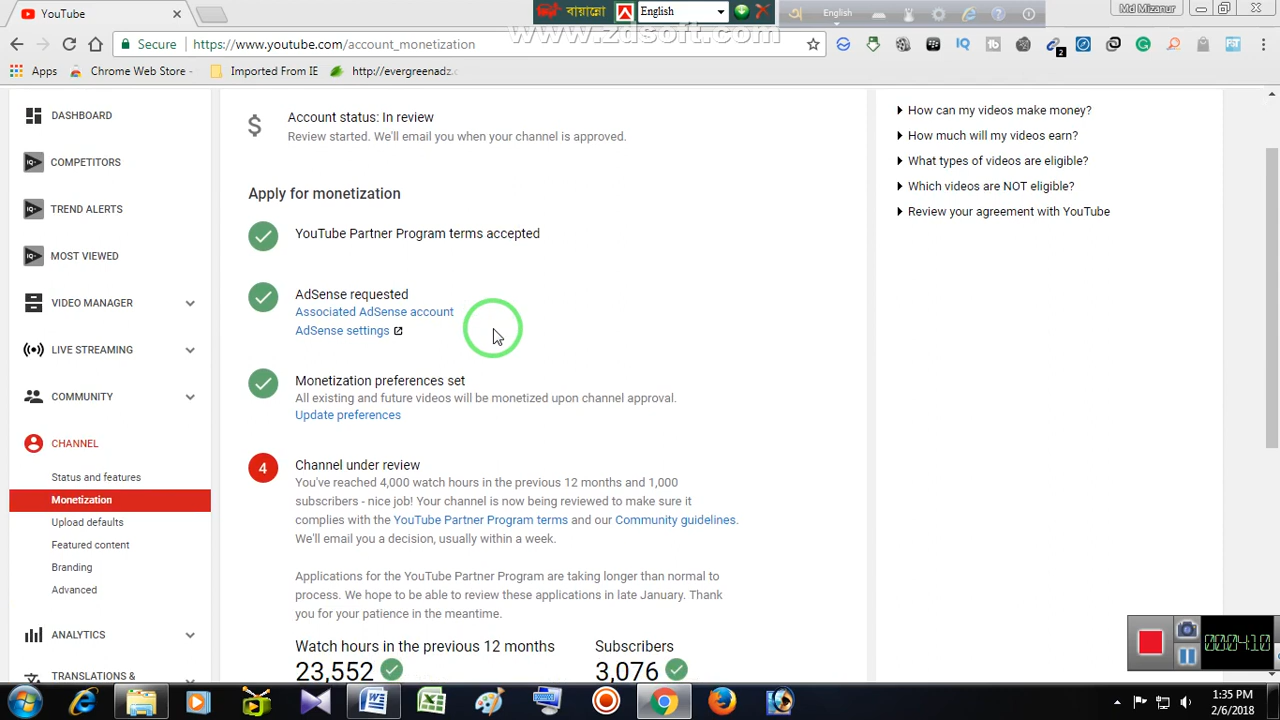 YouTube
বায়ান্নো
English
English
Md Mizanur
www.zdsoft.com
Secure
https://www.youtube.com/account_monetization
2
Apps
Chrome Web Store
Imported From IE
http://evergreenadz.c
DASHBOARD
COMPETITORS
TREND ALERTS
MOST VIEWED
VIDEO MANAGER
LIVE STREAMING
COMMUNITY
CHANNEL
Status and features
Monetization
Upload defaults
Featured content
Branding
Advanced
ANALYTICS
TRANSLATIONS &
Account status: In review
Review started. We'll email you when your channel is approved.
Apply for monetization
YouTube Partner Program terms accepted
AdSense requested
Associated AdSense account
AdSense settings
Monetization preferences set
All existing and future videos will be monetized upon channel approval.
Update preferences
4
Channel under review
You've reached 4,000 watch hours in the previous 12 months and 1,000
subscribers - nice job! Your channel is now being reviewed to make sure it
complies with the YouTube Partner Program terms and our Community guidelines.
We'll email you a decision, usually within a week.
Applications for the YouTube Partner Program are taking longer than normal to
process. We hope to be able to review these applications in late January. Thank
you for your patience in the meantime.
Watch hours in the previous 12 months
23,552
Subscribers
3,076
How can my videos make money?
How much will my videos earn?
What types of videos are eligible?
Which videos are NOT eligible?
Review your agreement with YouTube
00:04:10
1:35 PM
2/6/2018